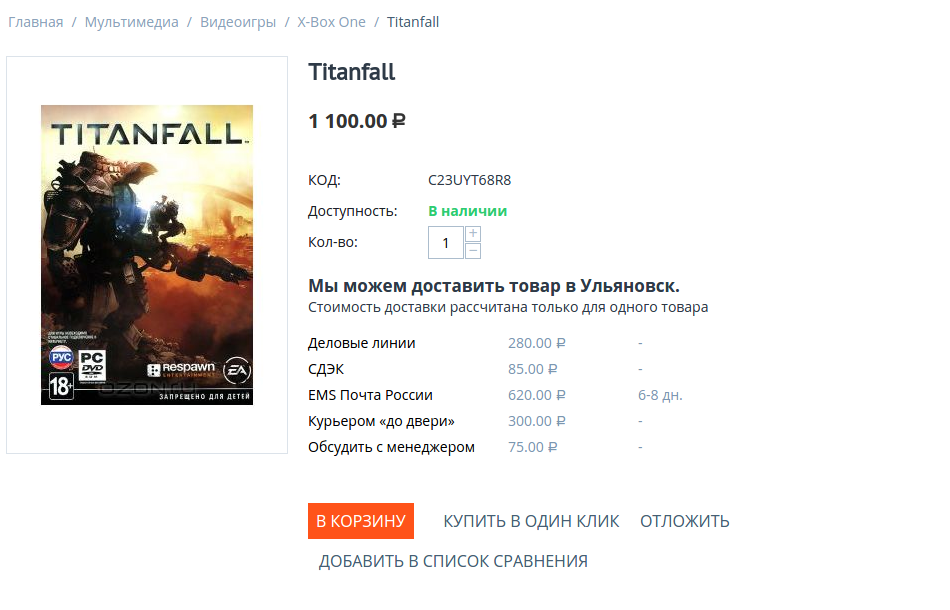 Главная / Мультимедиа / Видеоигры / X-Box One / Titanfall
TITANFALL
РУС
PC
DVD
ROM
18+
respawn
ENTERTAINMENT
EA
ozon.ru
ЗАПРЕЩЕНО ДЛЯ ДЕТЕЙ
Titanfall
1 100.00 ₽
КОД: C23UYT68R8
Доступность: В наличии
Кол-во: 1 + −
Мы можем доставить товар в Ульяновск.
Стоимость доставки рассчитана только для одного товара
Деловые линии 280.00 ₽ -
СДЭК 85.00 ₽ -
EMS Почта России 620.00 ₽ 6-8 дн.
Курьером «до двери» 300.00 ₽ -
Обсудить с менеджером 75.00 ₽ -
В КОРЗИНУ КУПИТЬ В ОДИН КЛИК ОТЛОЖИТЬ
ДОБАВИТЬ В СПИСОК СРАВНЕНИЯ